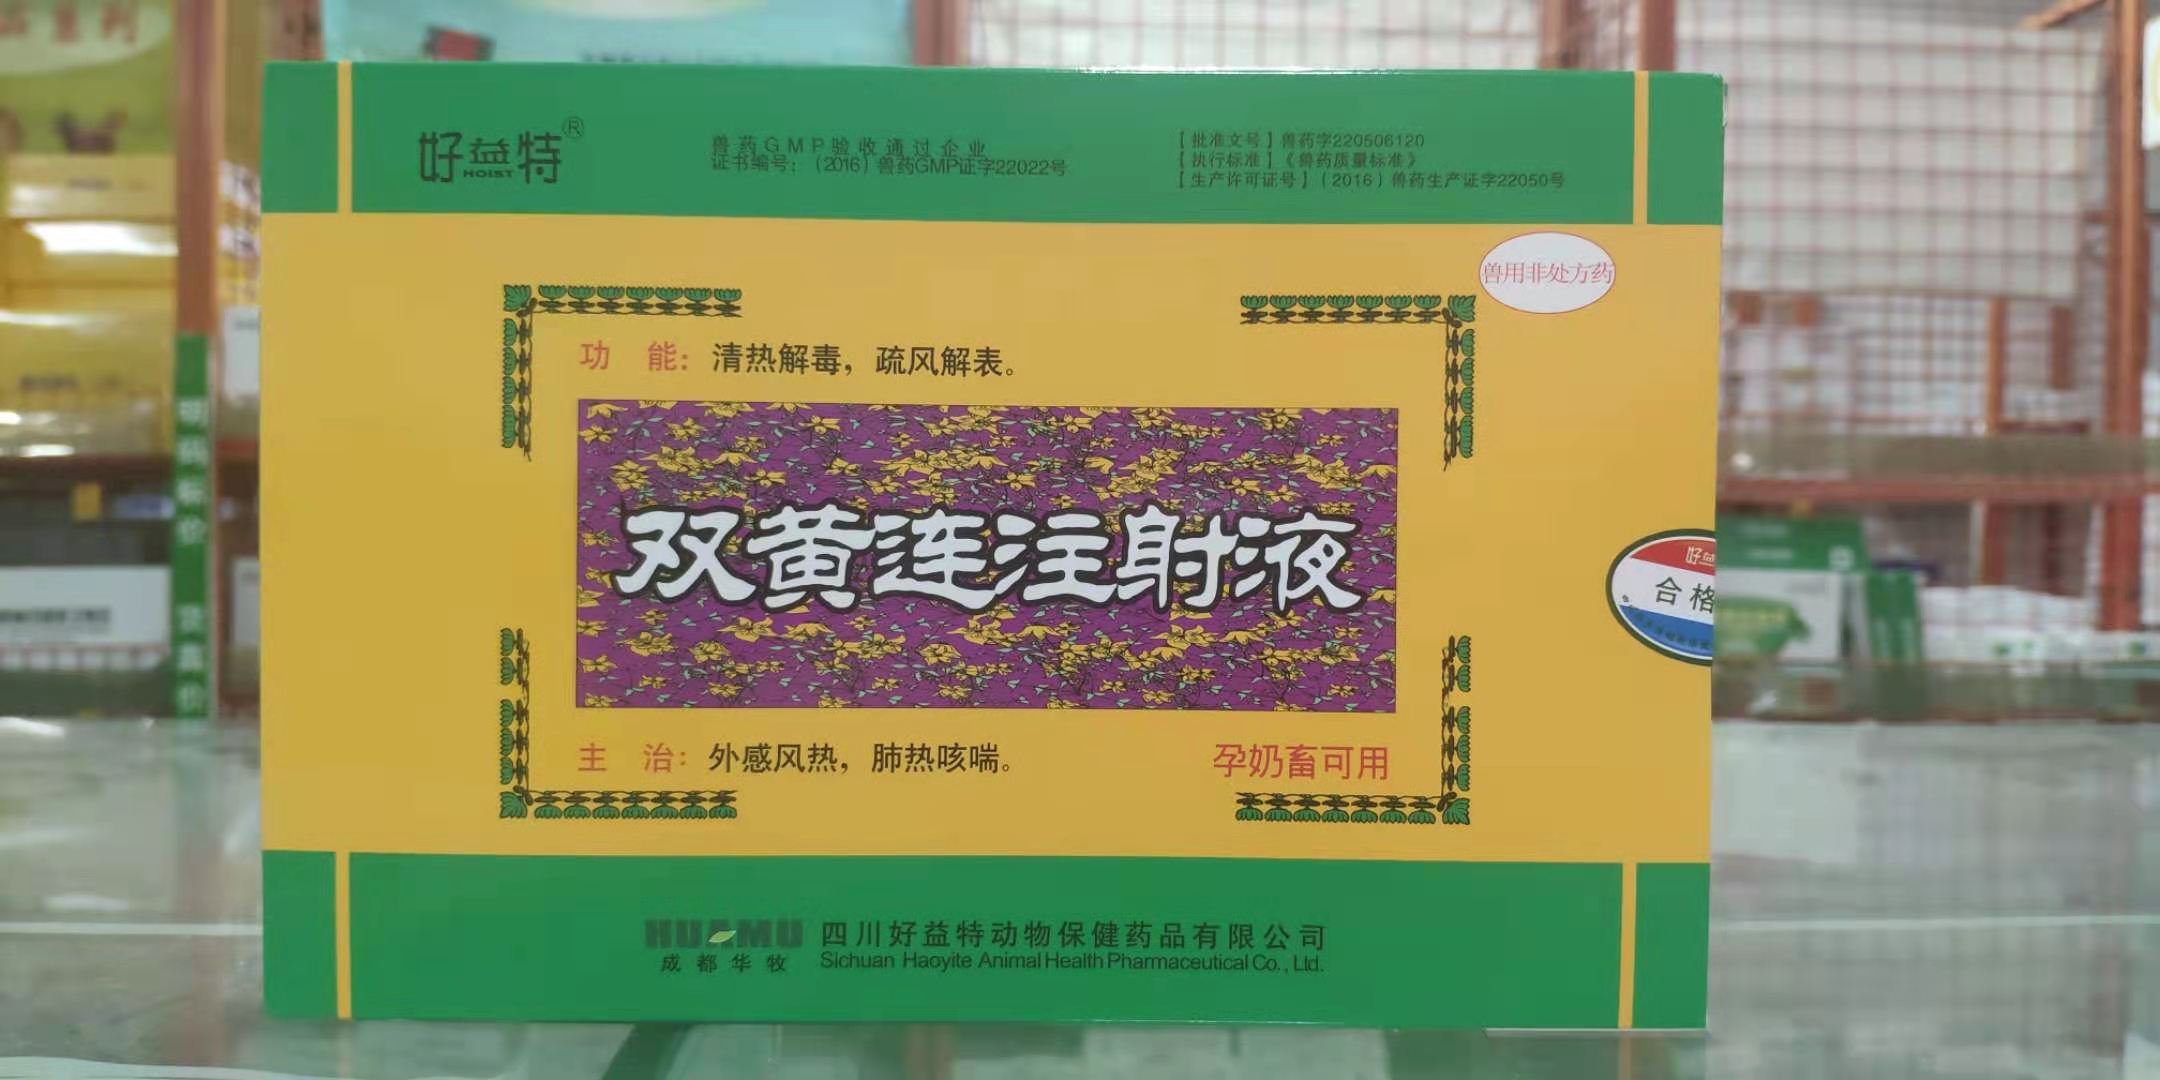 好益特®
HOIST
兽药GMP验收通过企业
证书编号：（2016）兽药GMP证字22022号
【批准文号】兽药字220506120
【执行标准】《兽药质量标准》
【生产许可证号】（2016）兽药生产证字22050号
兽用非处方药
功 能：清热解毒，疏风解表。
双黄连注射液
好益
合格
主 治：外感风热，肺热咳喘。
孕奶畜可用
HUAMU
成都华牧
四川好益特动物保健药品有限公司
Sichuan Haoyite Animal Health Pharmaceutical Co., Ltd.
明码标价